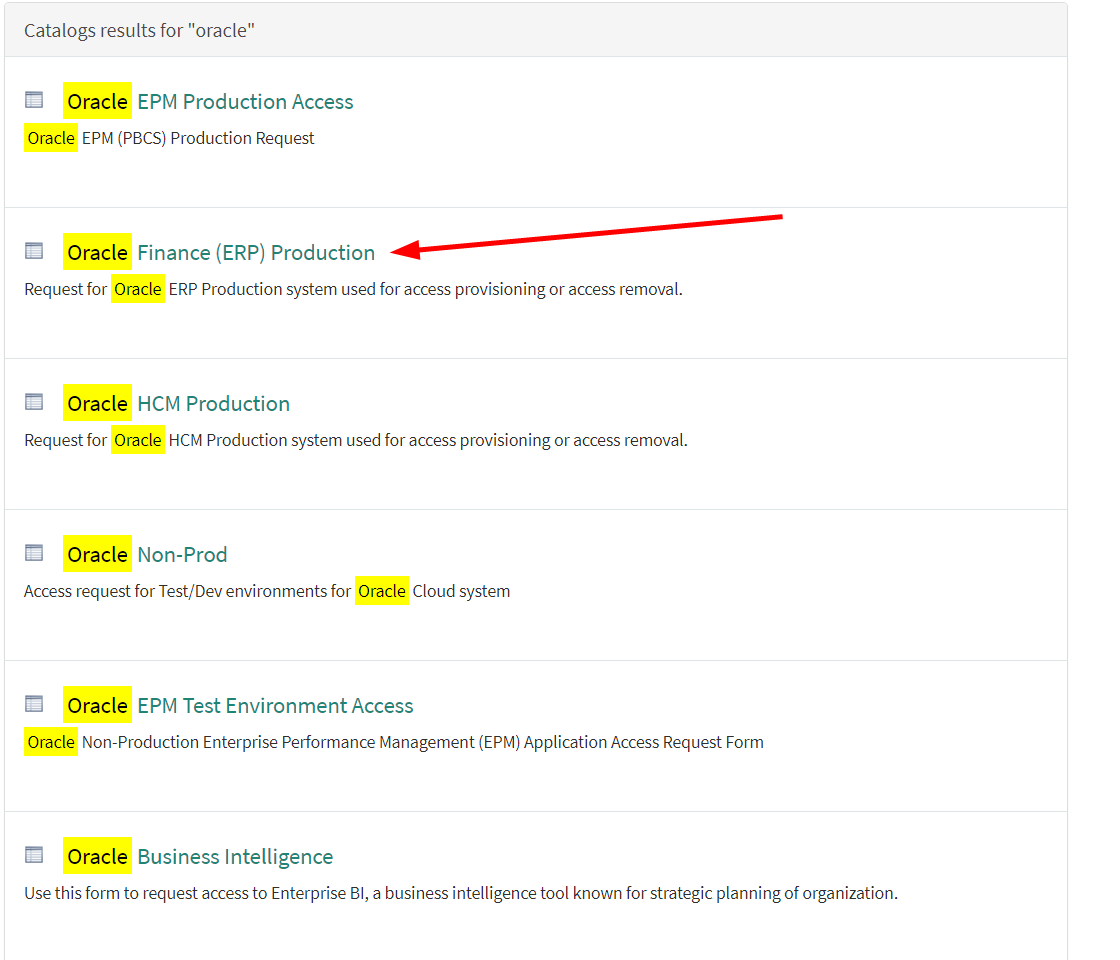 Catalogs results for "oracle"
Oracle EPM Production Access
Oracle EPM (PBCS) Production Request
Oracle Finance (ERP) Production
Request for Oracle ERP Production system used for access provisioning or access removal.
Oracle HCM Production
Request for Oracle HCM Production system used for access provisioning or access removal.
Oracle Non-Prod
Access request for Test/Dev environments for Oracle Cloud system
Oracle EPM Test Environment Access
Oracle Non-Production Enterprise Performance Management (EPM) Application Access Request Form
Oracle Business Intelligence
Use this form to request access to Enterprise BI, a business intelligence tool known for strategic planning of organization.